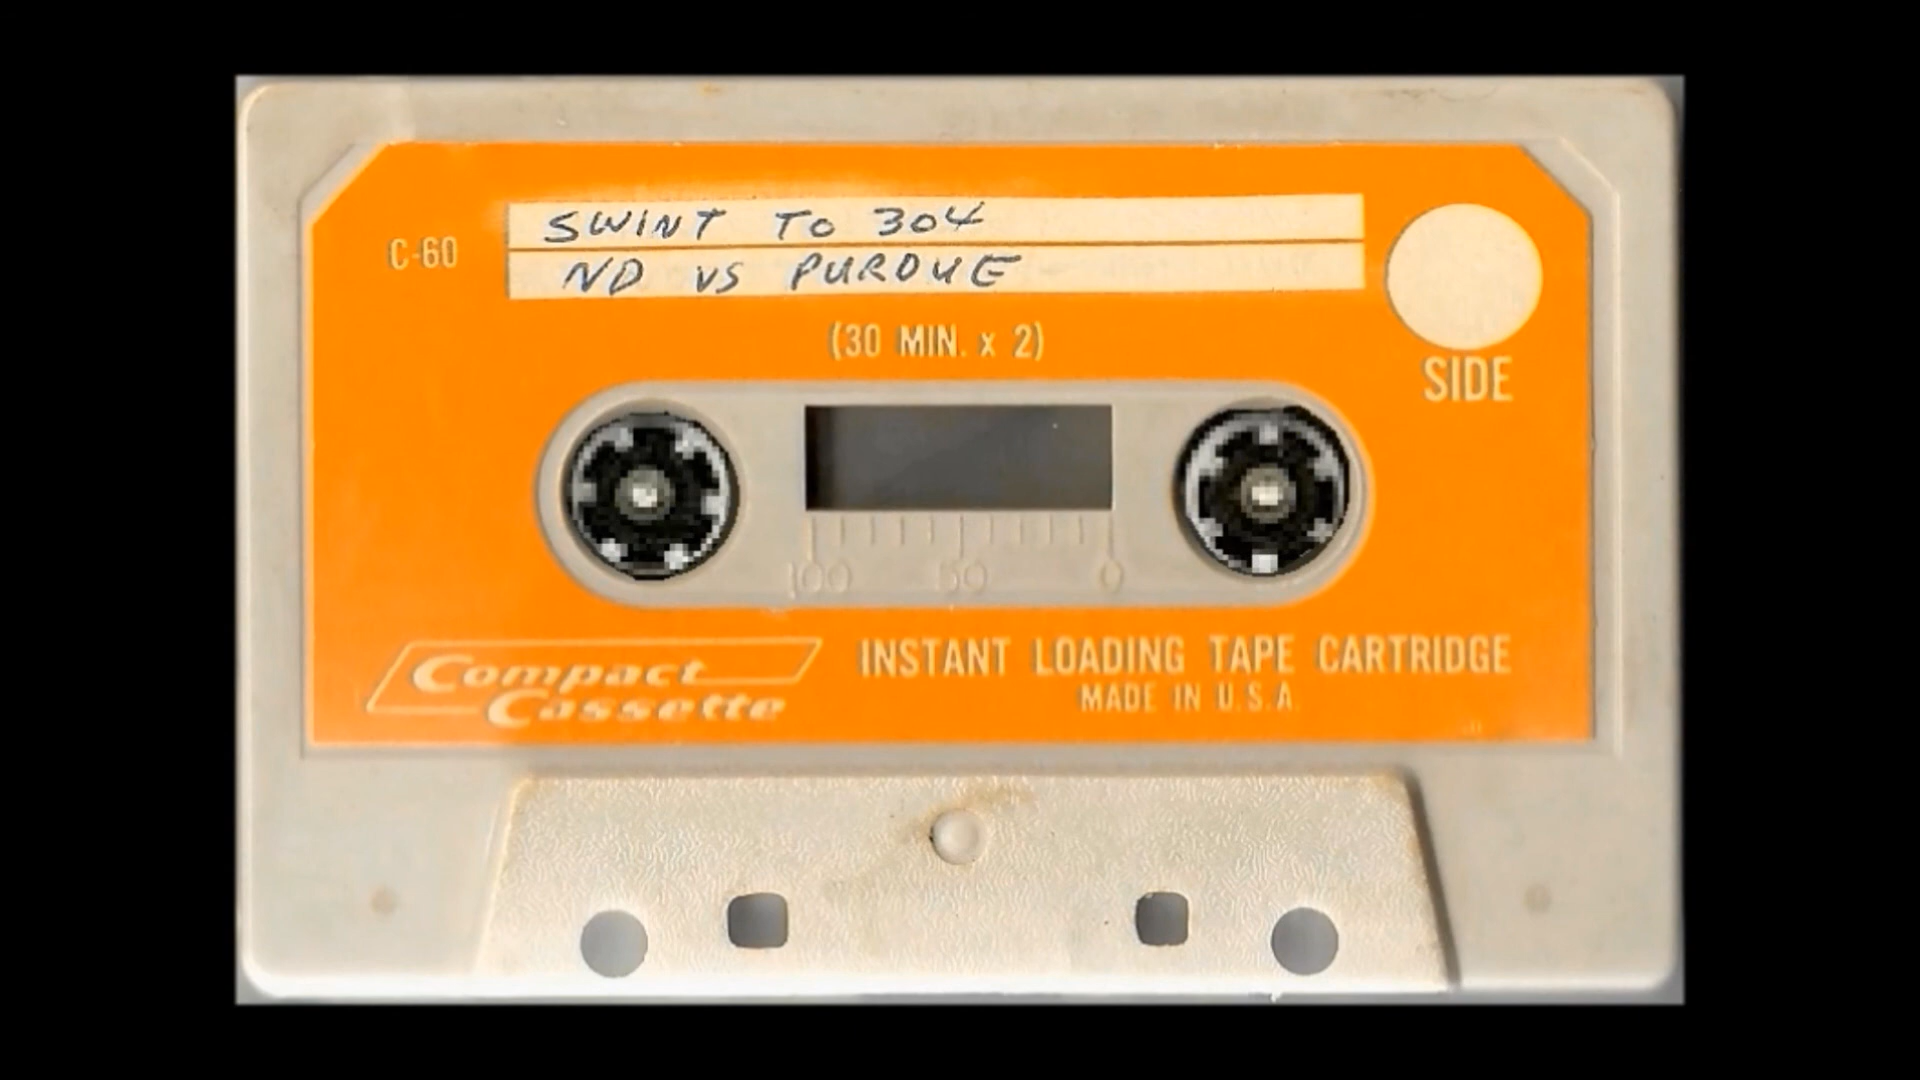 SWINT TO 304
C-60
ND VS PURDUE
(30 MIN. x 2)
SIDE
100 50 0
Compact
Cassette
INSTANT LOADING TAPE CARTRIDGE
MADE IN U.S.A.